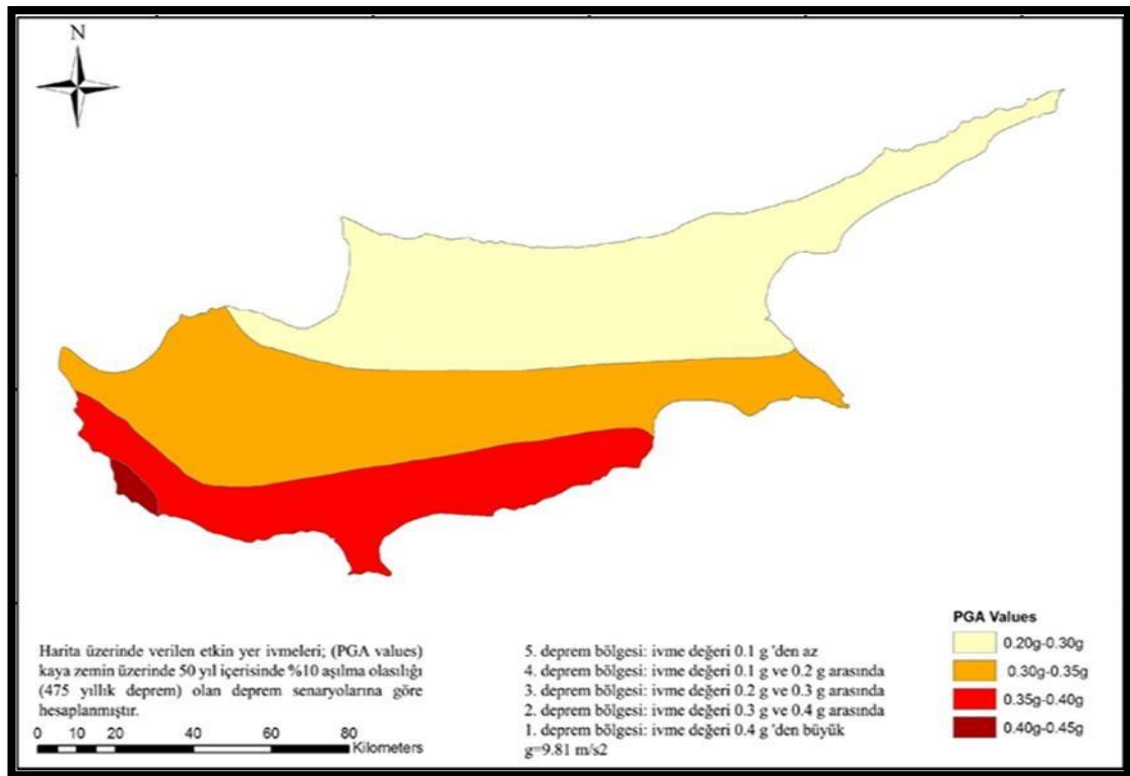 N
Harita üzerinde verilen etkin yer ivmeleri; (PGA values)
kaya zemin üzerinde 50 yıl içerisinde %10 aşılma olasılığı
(475 yıllık deprem) olan deprem senaryolarına göre
hesaplanmıştır.
0 10 20 40 60 80
Kilometers
5. deprem bölgesi: ivme değeri 0.1 g 'den az
4. deprem bölgesi: ivme değeri 0.1 g ve 0.2 g arasında
3. deprem bölgesi: ivme değeri 0.2 g ve 0.3 g arasında
2. deprem bölgesi: ivme değeri 0.3 g ve 0.4 g arasında
1. deprem bölgesi: ivme değeri 0.4 g 'den büyük
g=9.81 m/s2
PGA Values
0.20g-0.30g
0.30g-0.35g
0.35g-0.40g
0.40g-0.45g